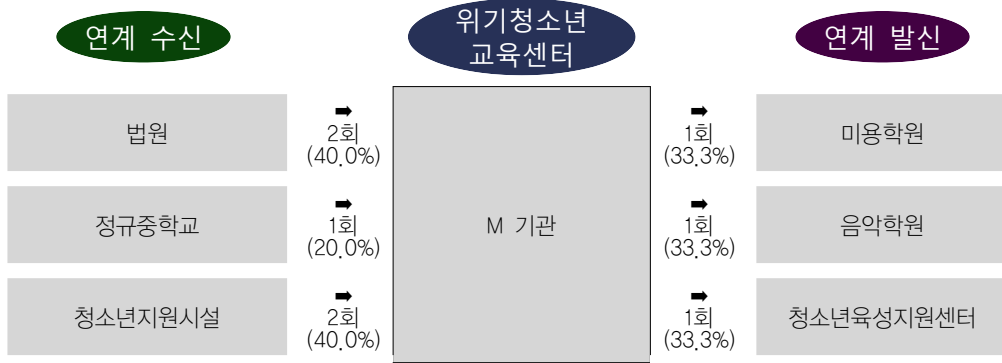 연계 수신
위기청소년
교육센터
연계 발신
법원
➡
2회
(40.0%)
M 기관
➡
1회
(33.3%)
미용학원
정규중학교
➡
1회
(20.0%)
➡
1회
(33.3%)
음악학원
청소년지원시설
➡
2회
(40.0%)
➡
1회
(33.3%)
청소년육성지원센터